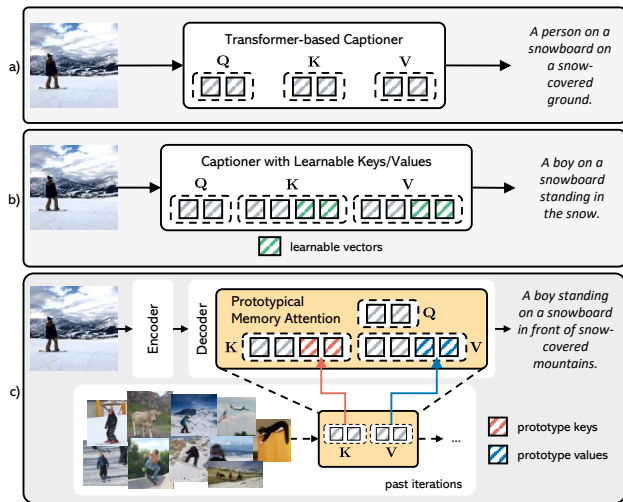 a)
Transformer-based Captioner
Q K V
A person on a
snowboard on
a snow-
covered
ground.
b)
Captioner with Learnable Keys/Values
Q K V
learnable vectors
A boy on a
snowboard
standing in
the snow.
c)
Encoder
Decoder
Prototypical
Memory Attention
Q
K
V
A boy standing
on a snowboard
in front of snow-
covered
mountains.
K V
...
past iterations
prototype keys
prototype values